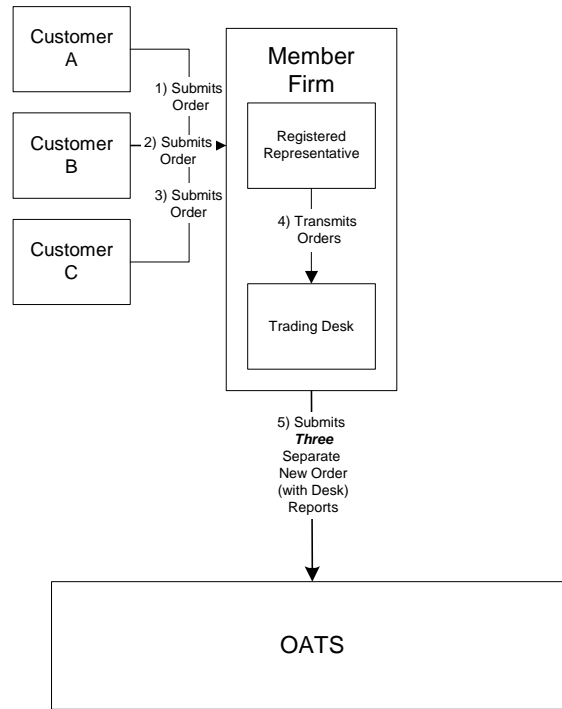 Customer
A
Customer
B
Customer
C
1) Submits
Order
2) Submits
Order
3) Submits
Order
Member
Firm
Registered
Representative
4) Transmits
Orders
Trading Desk
5) Submits
Three
Separate
New Order
(with Desk)
Reports
OATS